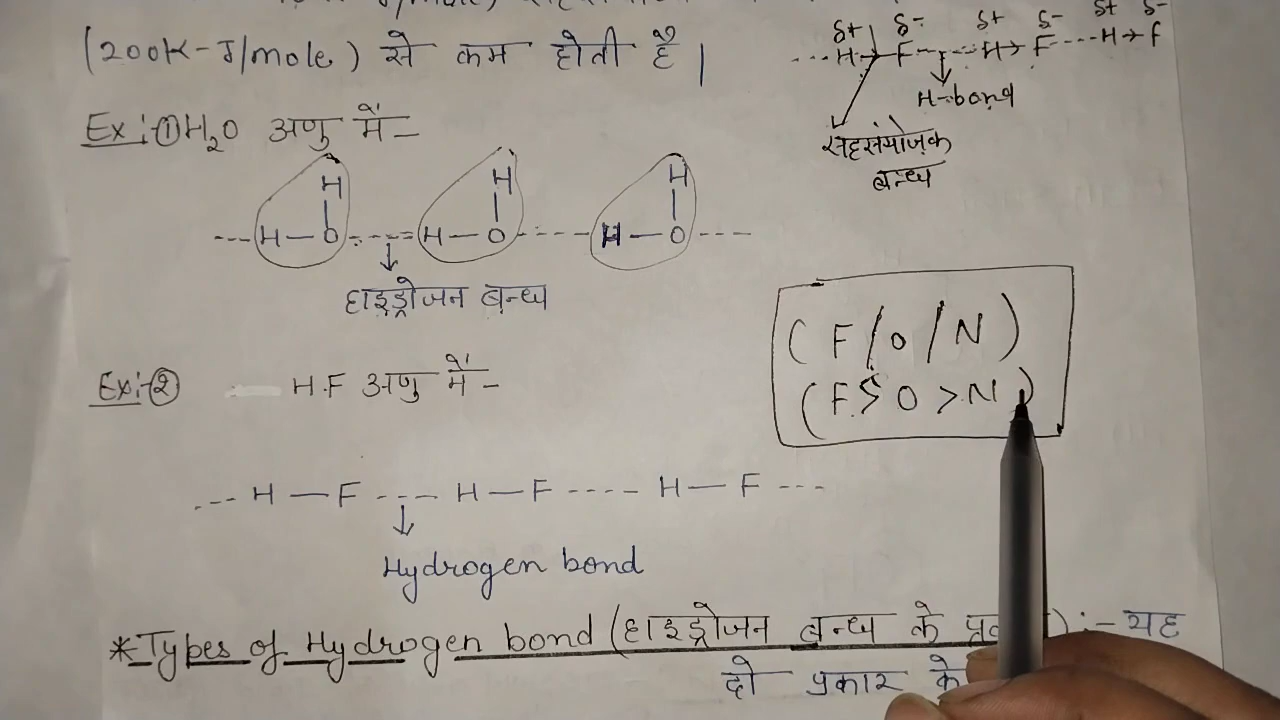 (200K-J/mole) से कम होती है |
δ+ δ- δ+ δ- δ+ δ-
....H→F-----H→F....H→F
H-bond
सहसंयोजक
बन्ध
Ex:-① H₂O अणु में-
H H H
---H—O----H—O----H—O---
हाइड्रोजन बन्ध
(F/O/N)
(F>O>N)
Ex:-② H.F अणु में-
---H—F----H—F----H—F---
Hydrogen bond
*Types of Hydrogen bond (हाइड्रोजन बन्ध के :- यह
दो प्रकार के